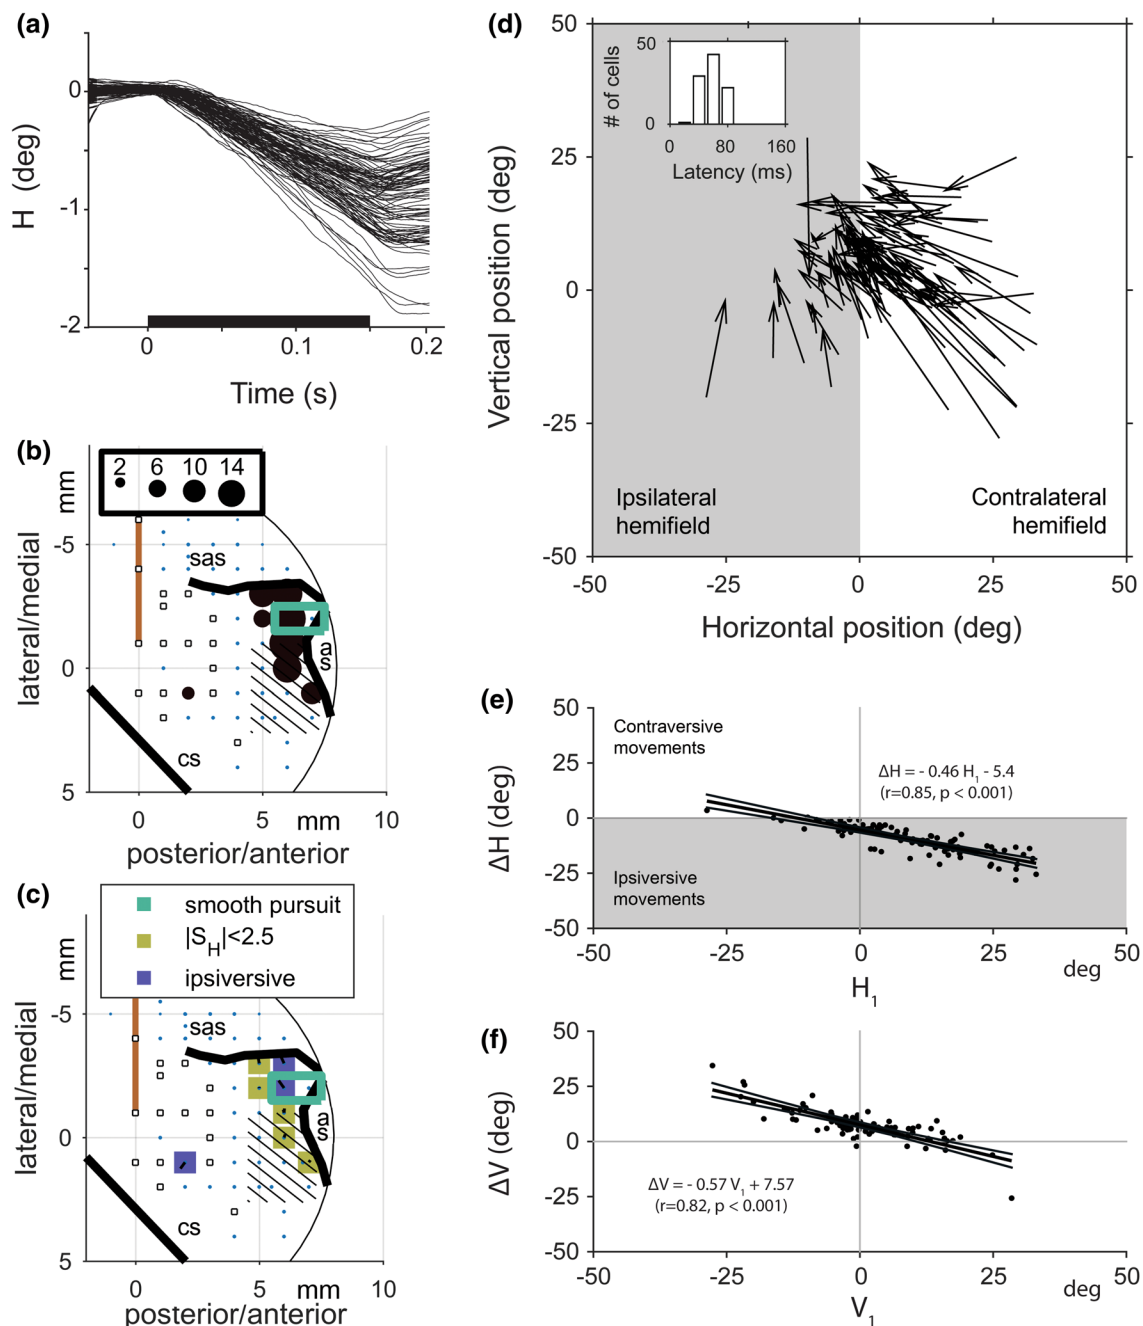 (a)
0
-1
-2
H (deg)
0
0.1
0.2
Time (s)
(b)
2 6 10 14
mm
-5
0
5
lateral/medial
sas
a
s
cs
0
5
mm
10
posterior/anterior
(c)
smooth pursuit
|S_H|<2.5
ipsiversive
mm
-5
0
5
lateral/medial
sas
a
s
cs
0
5
mm
10
posterior/anterior
(d)
50
25
0
-25
-50
Vertical position (deg)
50
0
# of cells
0 80 160
Latency (ms)
Ipsilateral
hemifield
Contralateral
hemifield
-50 -25 0 25 50
Horizontal position (deg)
(e)
50
25
0
-25
-50
ΔH (deg)
Contraversive
movements
ΔH = - 0.46 H₁ - 5.4
(r=0.85, p < 0.001)
Ipsiversive
movements
-50 -25 0 25 deg 50
H₁
(f)
50
25
0
-25
-50
ΔV (deg)
ΔV = - 0.57 V₁ + 7.57
(r=0.82, p < 0.001)
-50 -25 0 25 deg 50
V₁